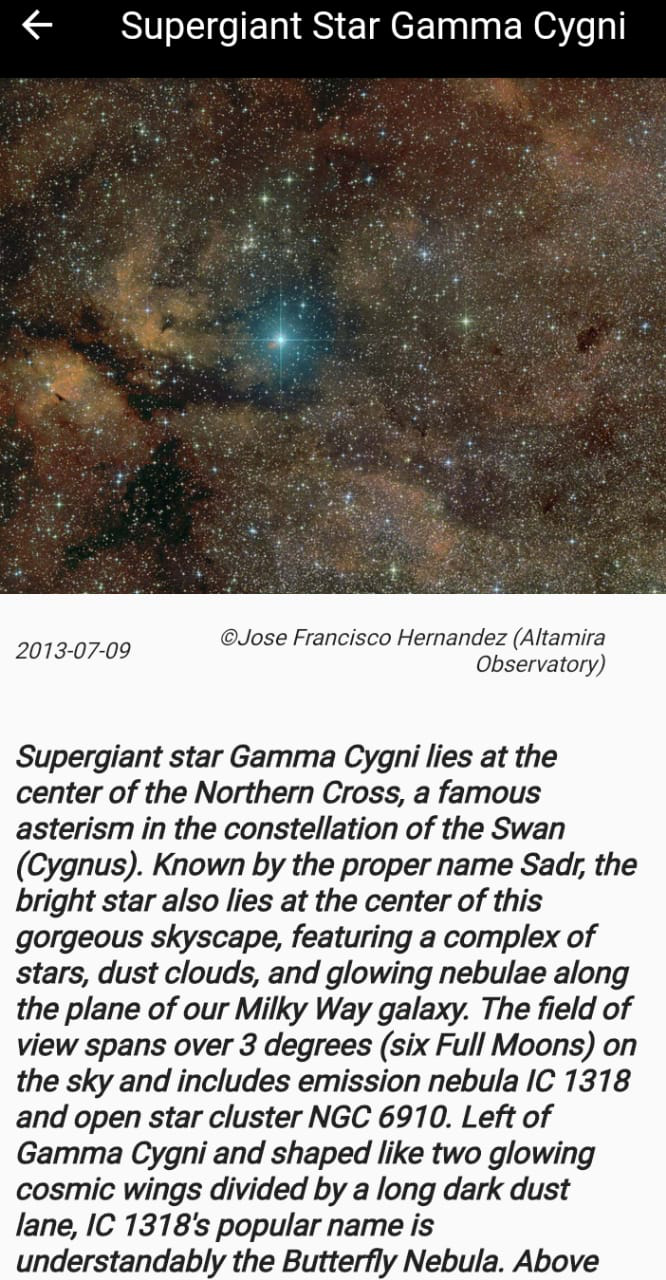 Supergiant Star Gamma Cygni
2013-07-09
©Jose Francisco Hernandez (Altamira
Observatory)
Supergiant star Gamma Cygni lies at the
center of the Northern Cross, a famous
asterism in the constellation of the Swan
(Cygnus). Known by the proper name Sadr, the
bright star also lies at the center of this
gorgeous skyscape, featuring a complex of
stars, dust clouds, and glowing nebulae along
the plane of our Milky Way galaxy. The field of
view spans over 3 degrees (six Full Moons) on
the sky and includes emission nebula IC 1318
and open star cluster NGC 6910. Left of
Gamma Cygni and shaped like two glowing
cosmic wings divided by a long dark dust
lane, IC 1318's popular name is
understandably the Butterfly Nebula. Above